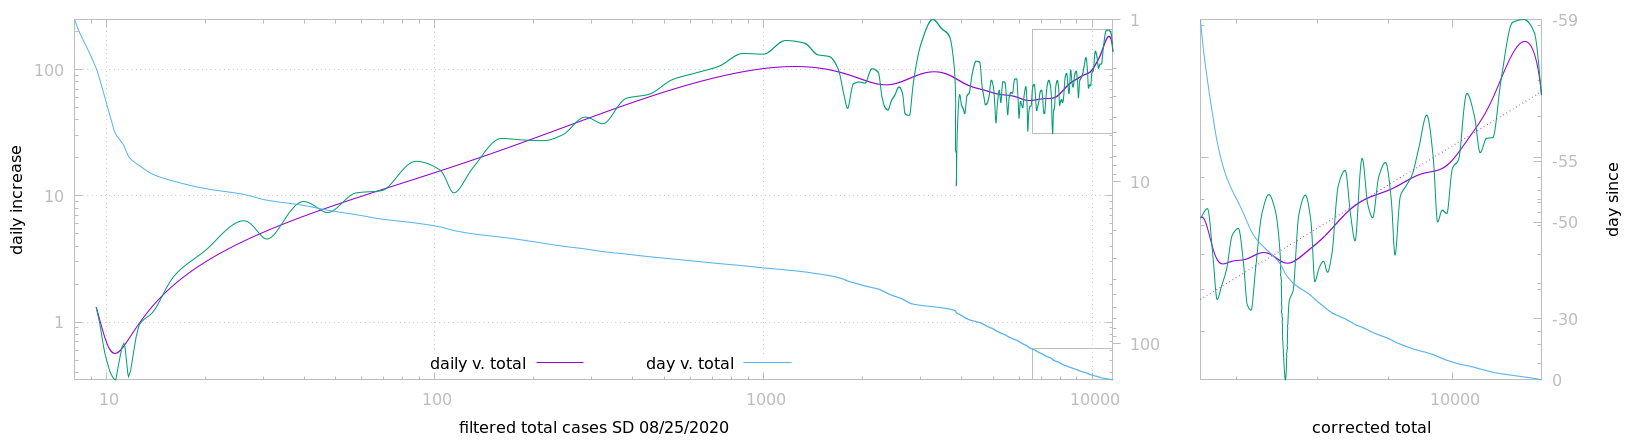 daily increase
100
10
1
daily v. total
day v. total
10
100
1000
10000
filtered total cases SD 08/25/2020
1
10
100
-59
-55
-50
-30
0
day since
10000
corrected total